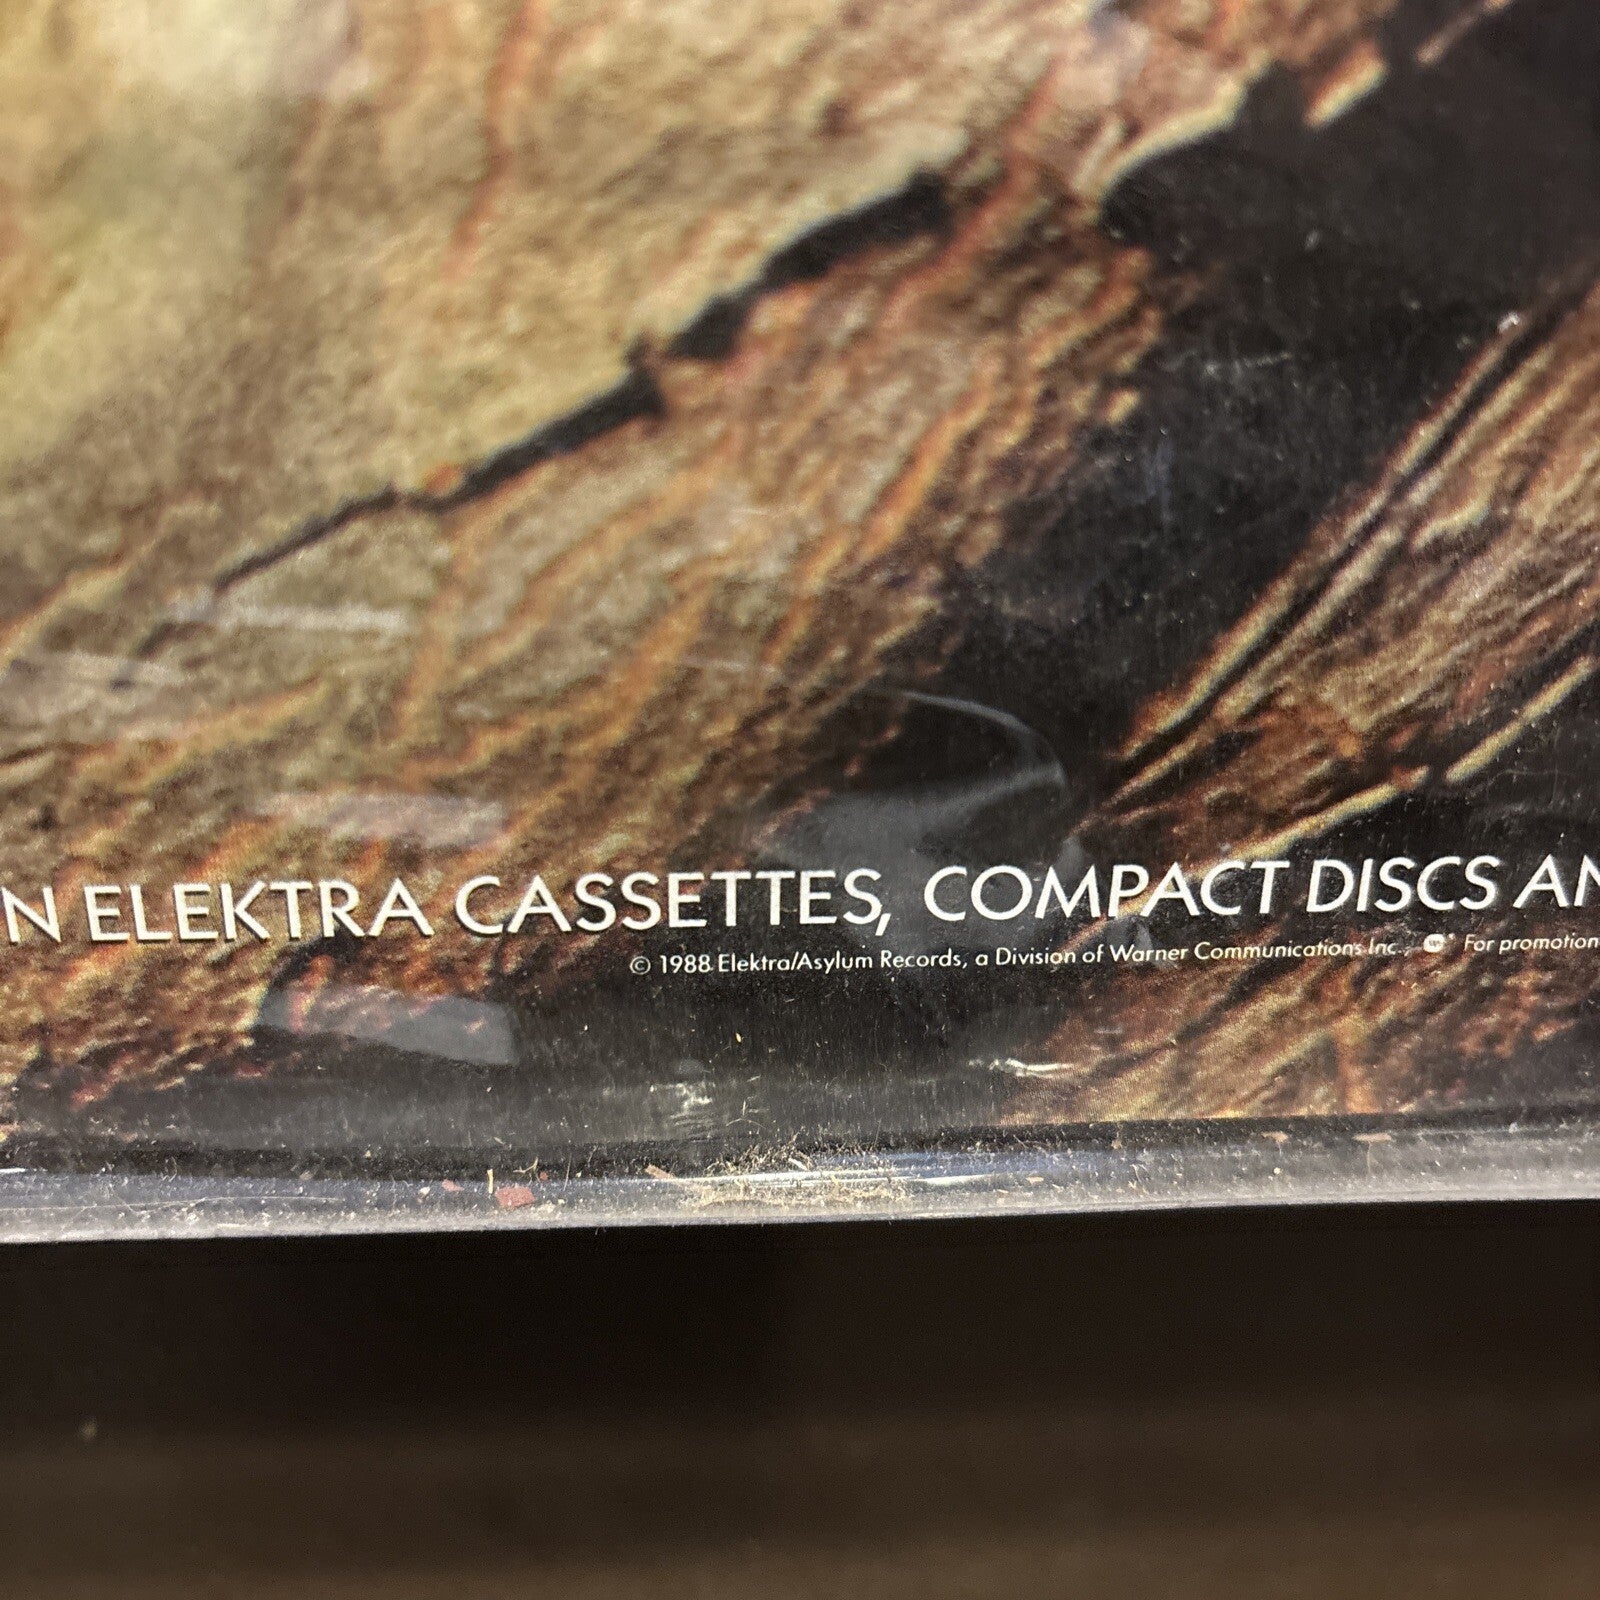 N ELEKTRA CASSETTES, COMPACT DISCS AN
© 1988 Elektra/Asylum Records, a Division of Warner Communications Inc., For promotion